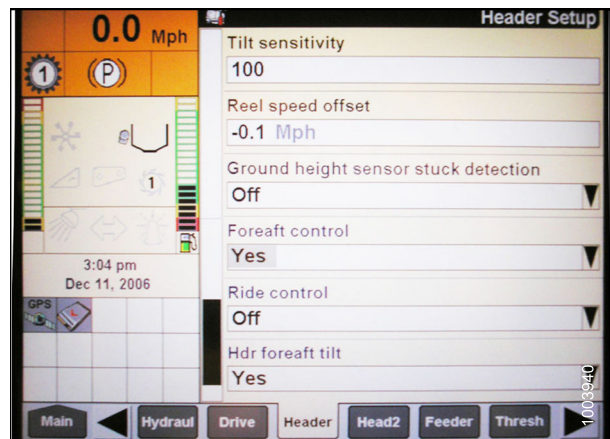 Header Setup
0.0 Mph
1
(P)
Tilt sensitivity
100
Reel speed offset
-0.1 Mph
Ground height sensor stuck detection
Off
1
Foreaft control
Yes
3:04 pm
Dec 11, 2006
Ride control
Off
GPS
Hdr foreaft tilt
Yes
1003940
Main
Hydraul
Drive
Header
Head2
Feeder
Thresh